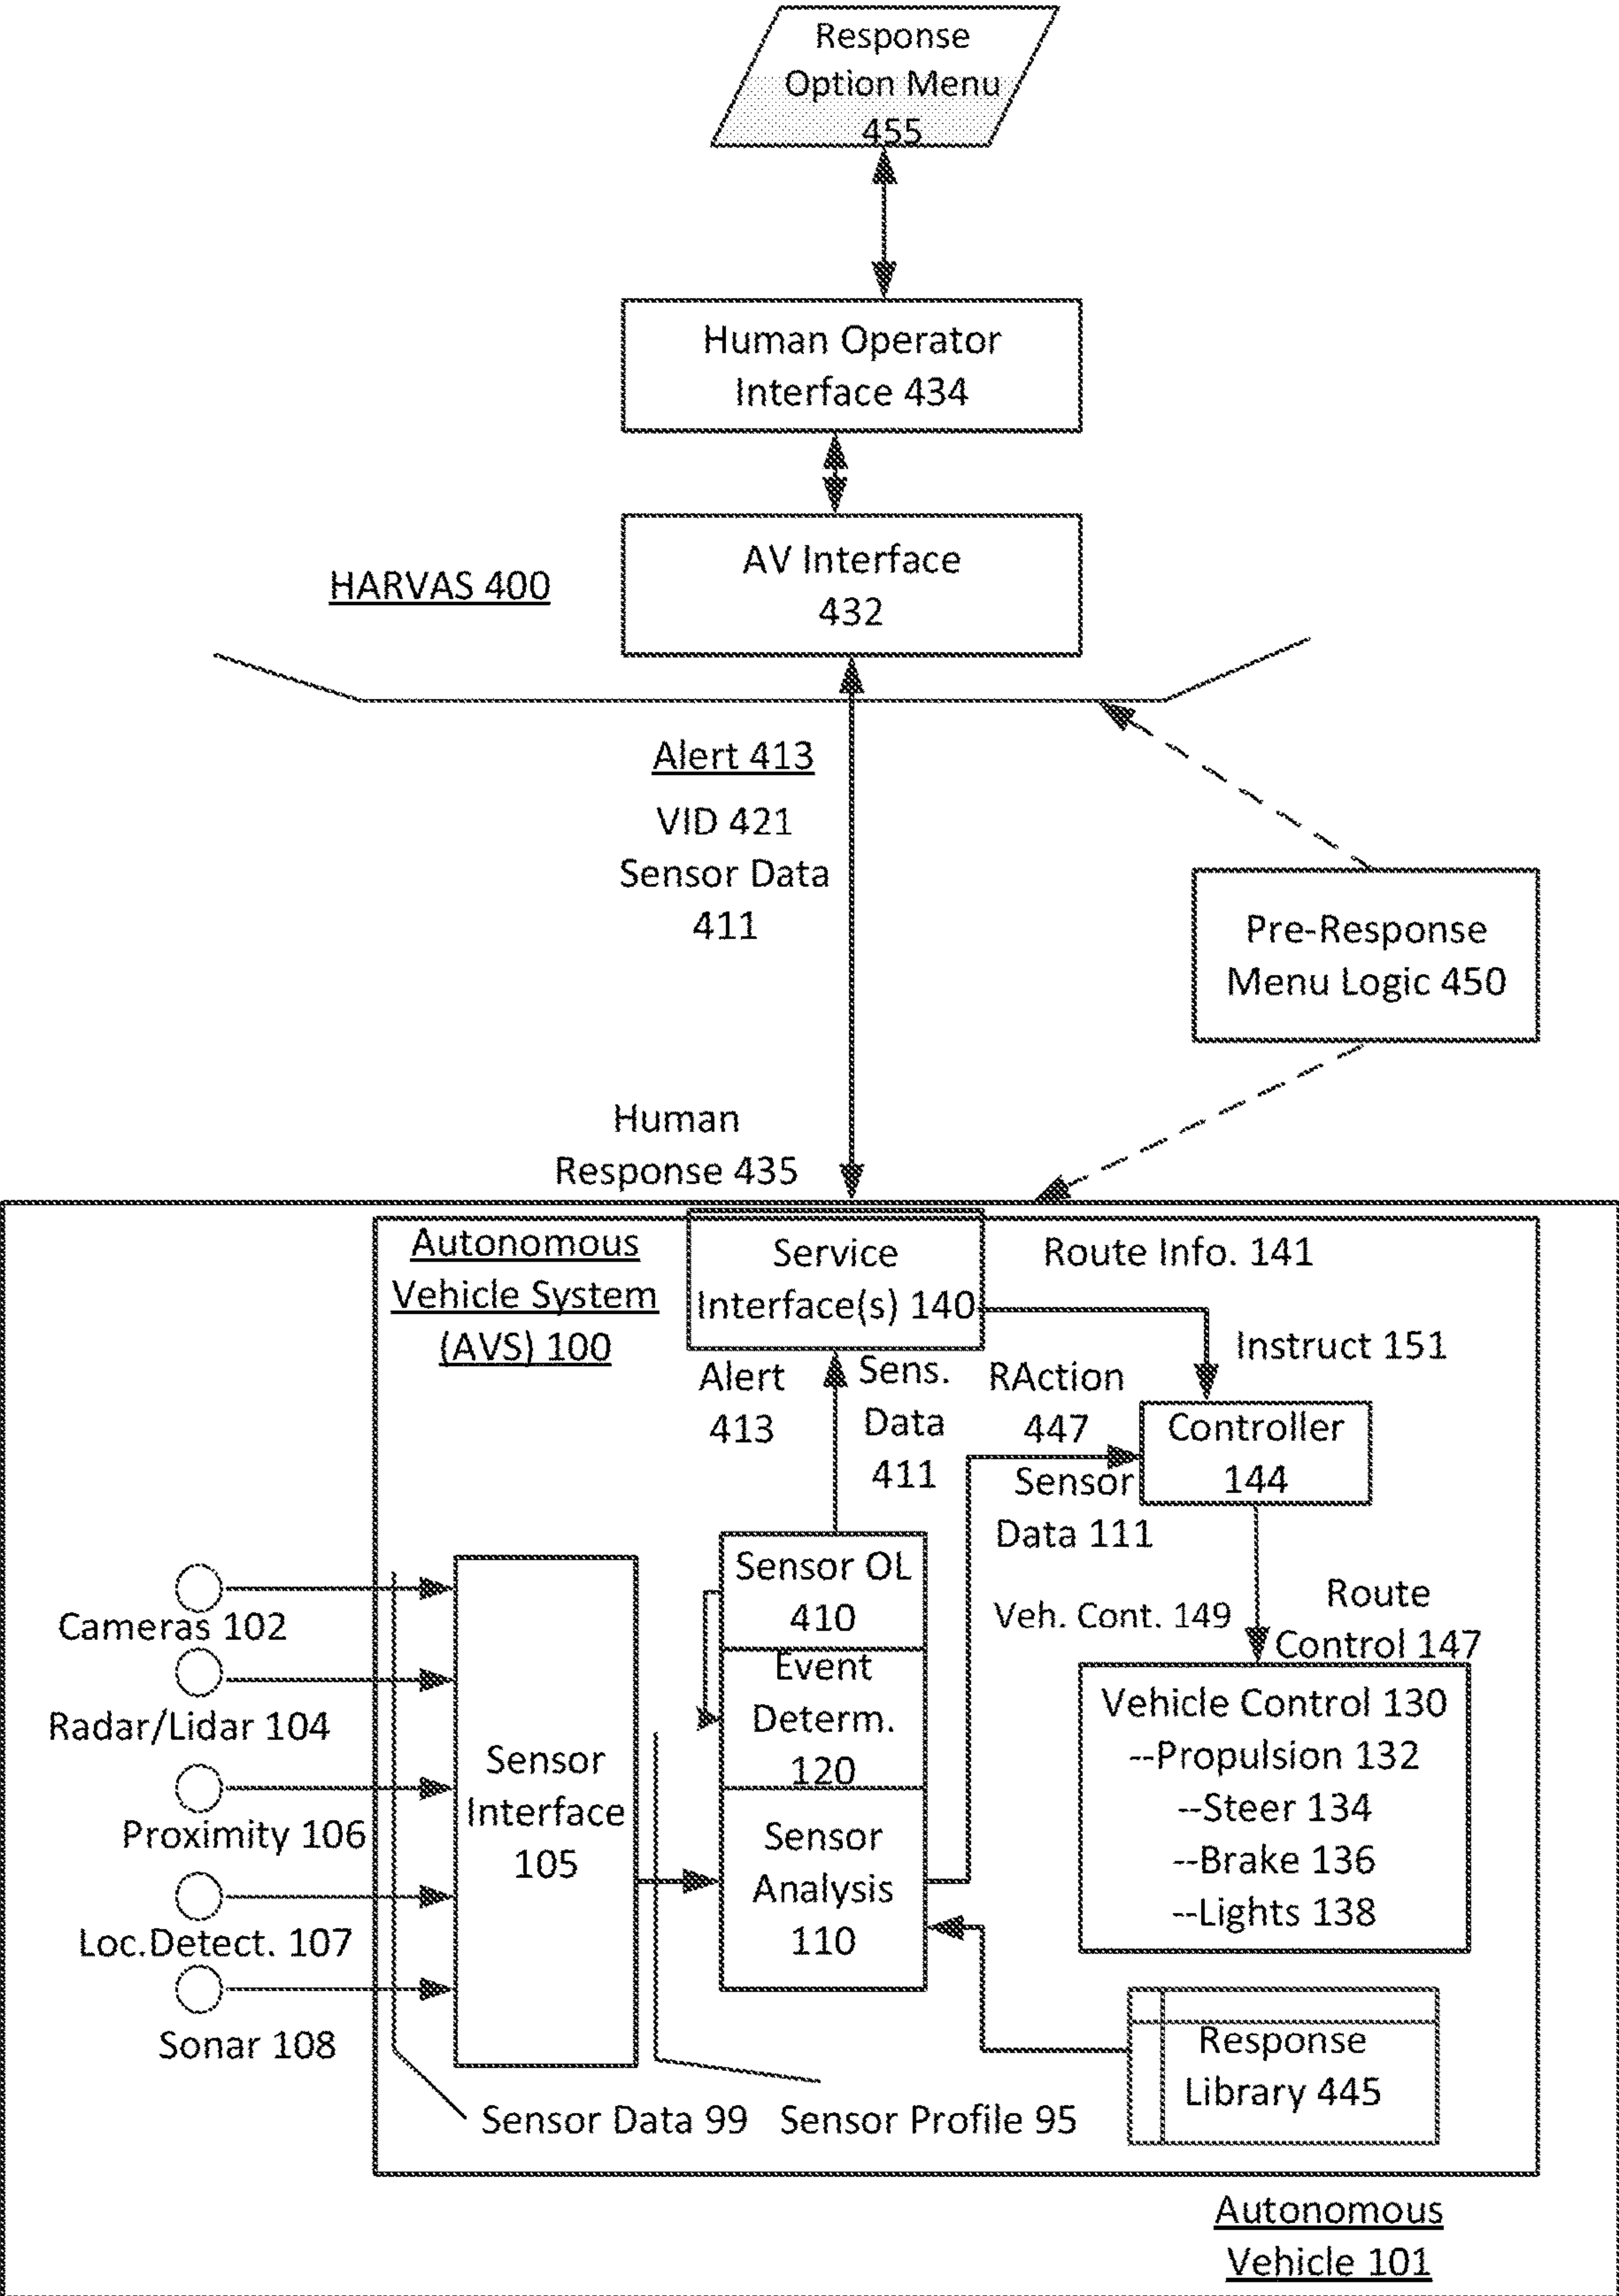 Response
Option Menu
455
Human Operator
Interface 434
AV Interface
432
HARVAS 400
Alert 413
VID 421
Sensor Data
411
Pre-Response
Menu Logic 450
Human
Response 435
Autonomous
Vehicle System
(AVS) 100
Service
Interface(s) 140
Route Info. 141
Instruct 151
Alert
413
Sens.
Data
411
RAction
447
Sensor
Data 111
Controller
144
Sensor OL
410
Event
Determ.
120
Sensor
Analysis
110
Veh. Cont. 149
Route
Control 147
Vehicle Control 130
--Propulsion 132
--Steer 134
--Brake 136
--Lights 138
Cameras 102
Radar/Lidar 104
Proximity 106
Loc.Detect. 107
Sonar 108
Sensor
Interface
105
Response
Library 445
Sensor Data 99
Sensor Profile 95
Autonomous
Vehicle 101